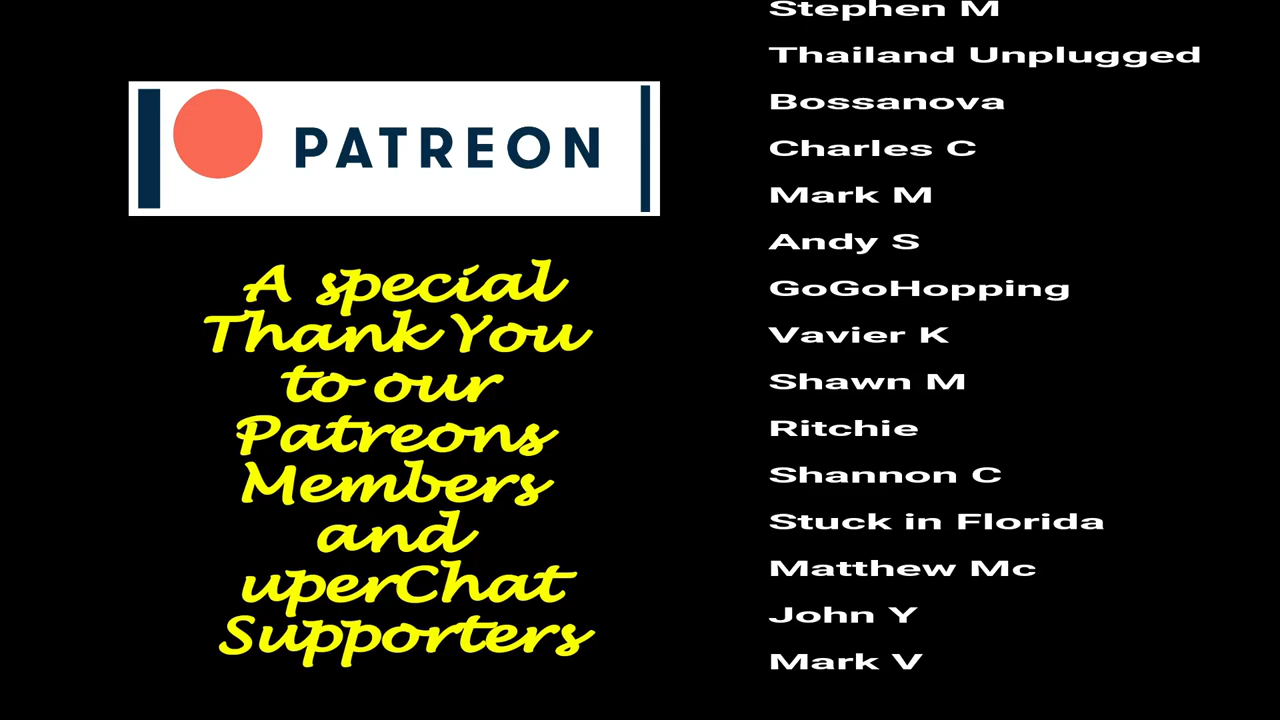 PATREON
A special
Thank You
to our
Patreons
Members
and
uperChat
Supporters
Stephen M
Thailand Unplugged
Bossanova
Charles C
Mark M
Andy S
GoGoHopping
Vavier K
Shawn M
Ritchie
Shannon C
Stuck in Florida
Matthew Mc
John Y
Mark V